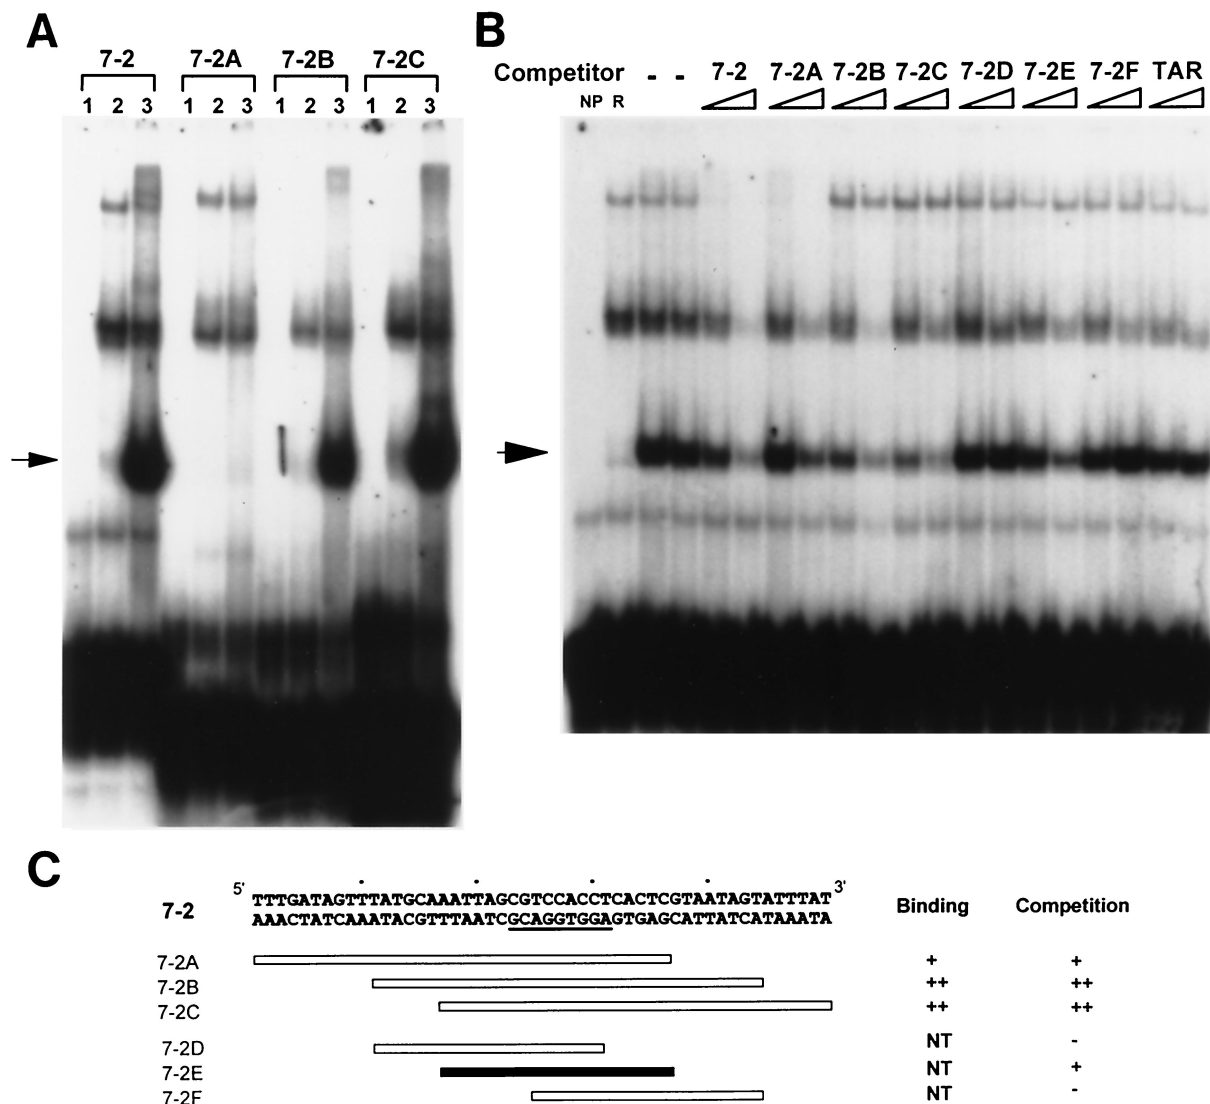 A
7-2 7-2A 7-2B 7-2C
1 2 3 1 2 3 1 2 3 1 2 3
B
Competitor - - 7-2 7-2A 7-2B 7-2C 7-2D 7-2E 7-2F TAR
NP R
C
5' 3'
TTTGATAGTTTATGCAAATTAGCGTCCACCTCACTCGTAATAGTATTTAT
7-2 Binding Competition
AAACTATCAAATACGTTTAATCGCAGGTGGAGTGAGCATTATCATAAATA
7-2A + +
7-2B ++ ++
7-2C ++ ++
7-2D NT -
7-2E NT +
7-2F NT -